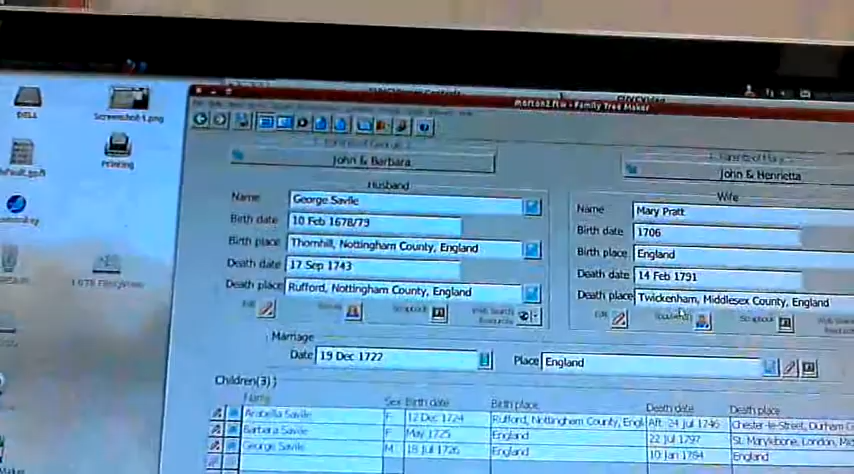 DELL
Screenshot-1.png
Printing
morton2.ftw - Family Tree Maker
John & Barbara
John & Henrietta
Husband
Wife
Name George Savile
Name Mary Pratt
Birth date 10 Feb 1678/79
Birth date 1706
Birth place Thornhill, Nottingham County, England
Birth place England
Death date 17 Sep 1743
Death date 14 Feb 1791
Death place Rufford, Nottingham County, England
Death place Twickenham, Middlesex County, England
Edit Scrapbook Web Search
Edit Scrapbook Web Search
Marriage
Date 19 Dec 1722 Place England
Children(3)
Name Sex Birth date Birth place Death date Death place
Arabella Savile F 12 Dec 1724 Rufford, Nottingham County, Engl Aft. 24 Jul 1746 Chester-le-Street, Durham C
Barbara Savile F May 1725 England 22 Jul 1797 St. Marylebone, London, Mi
George Savile M 18 Jul 1726 England 10 Jan 1784 England